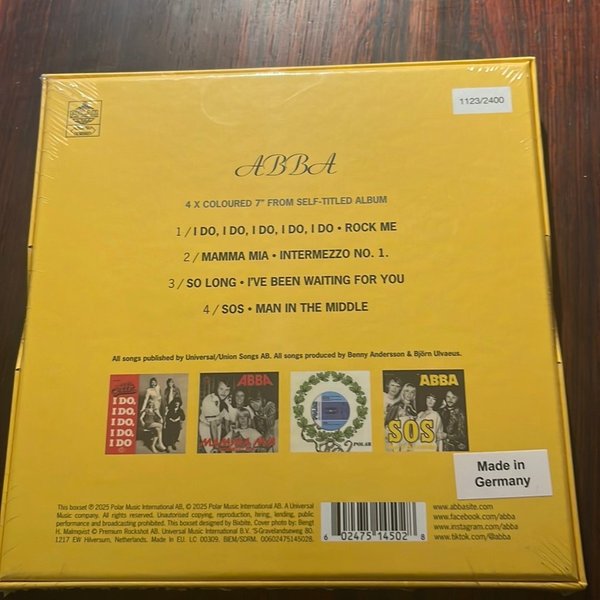 1123/2400
ABBA
4 X COLOURED 7" FROM SELF-TITLED ALBUM
1 / I DO, I DO, I DO, I DO, I DO • ROCK ME
2 / MAMMA MIA • INTERMEZZO NO. 1.
3 / SO LONG • I'VE BEEN WAITING FOR YOU
4 / SOS • MAN IN THE MIDDLE
All songs published by Universal/Union Songs AB. All songs produced by Benny Andersson & Björn Ulvaeus.
I DO,
I DO,
I DO,
I DO,
I DO
ABBA
MAMMA MIA
POLAR
ABBA
SOS
Made in
Germany
This boxset ℗ 2025 Polar Music International AB, © 2025 Polar Music International AB. A Universal
Music company. All rights reserved. Unauthorised copying, reproduction, hiring, lending, public
performance and broadcasting prohibited. This boxset designed by Blablte. Cover photo by: Bengt
H. Malmqvist © Premium Rockshot AB. Universal Music International B.V. 'S-Gravelandseweg 80.
1217 EW Hilversum, Netherlands. Made in EU. LC 00309. BIEM/SDRM. 00602475145028.
6 02475 14502 8
www.abbasite.com
www.facebook.com/abba
www.instagram.com/abba
www.tiktok.com/@abba